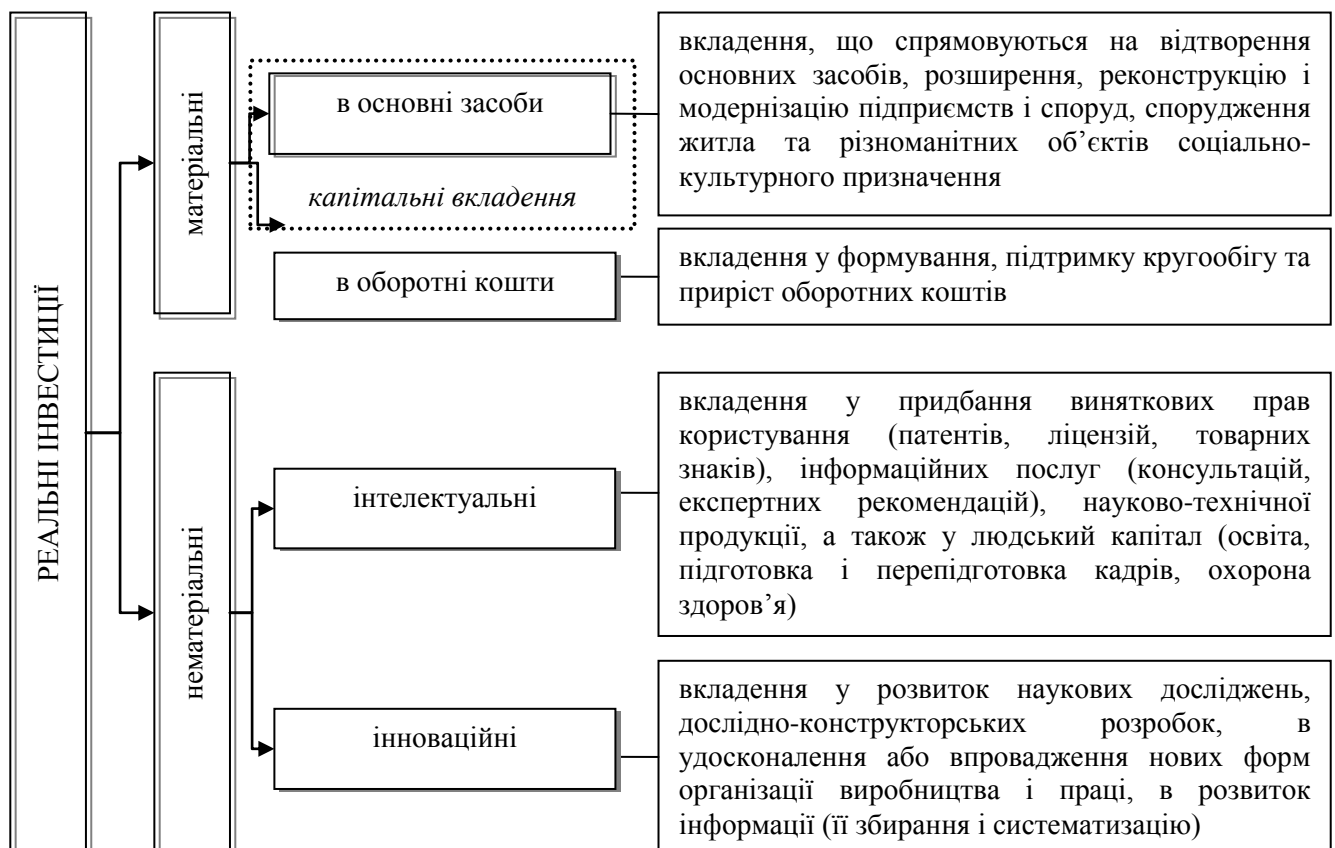 РЕАЛЬНІ ІНВЕСТИЦІЇ
матеріальні
в основні засоби
капітальні вкладення
вкладення, що спрямовуються на відтворення
основних засобів, розширення, реконструкцію і
модернізацію підприємств і споруд, спорудження
житла та різноманітних об’єктів соціально-
культурного призначення
в оборотні кошти
вкладення у формування, підтримку кругообігу та
приріст оборотних коштів
нематеріальні
інтелектуальні
вкладення у придбання виняткових прав
користування (патентів, ліцензій, товарних
знаків), інформаційних послуг (консультацій,
експертних рекомендацій), науково-технічної
продукції, а також у людський капітал (освіта,
підготовка і перепідготовка кадрів, охорона
здоров’я)
інноваційні
вкладення у розвиток наукових досліджень,
дослідно-конструкторських розробок, в
удосконалення або впровадження нових форм
організації виробництва і праці, в розвиток
інформації (її збирання і систематизацію)